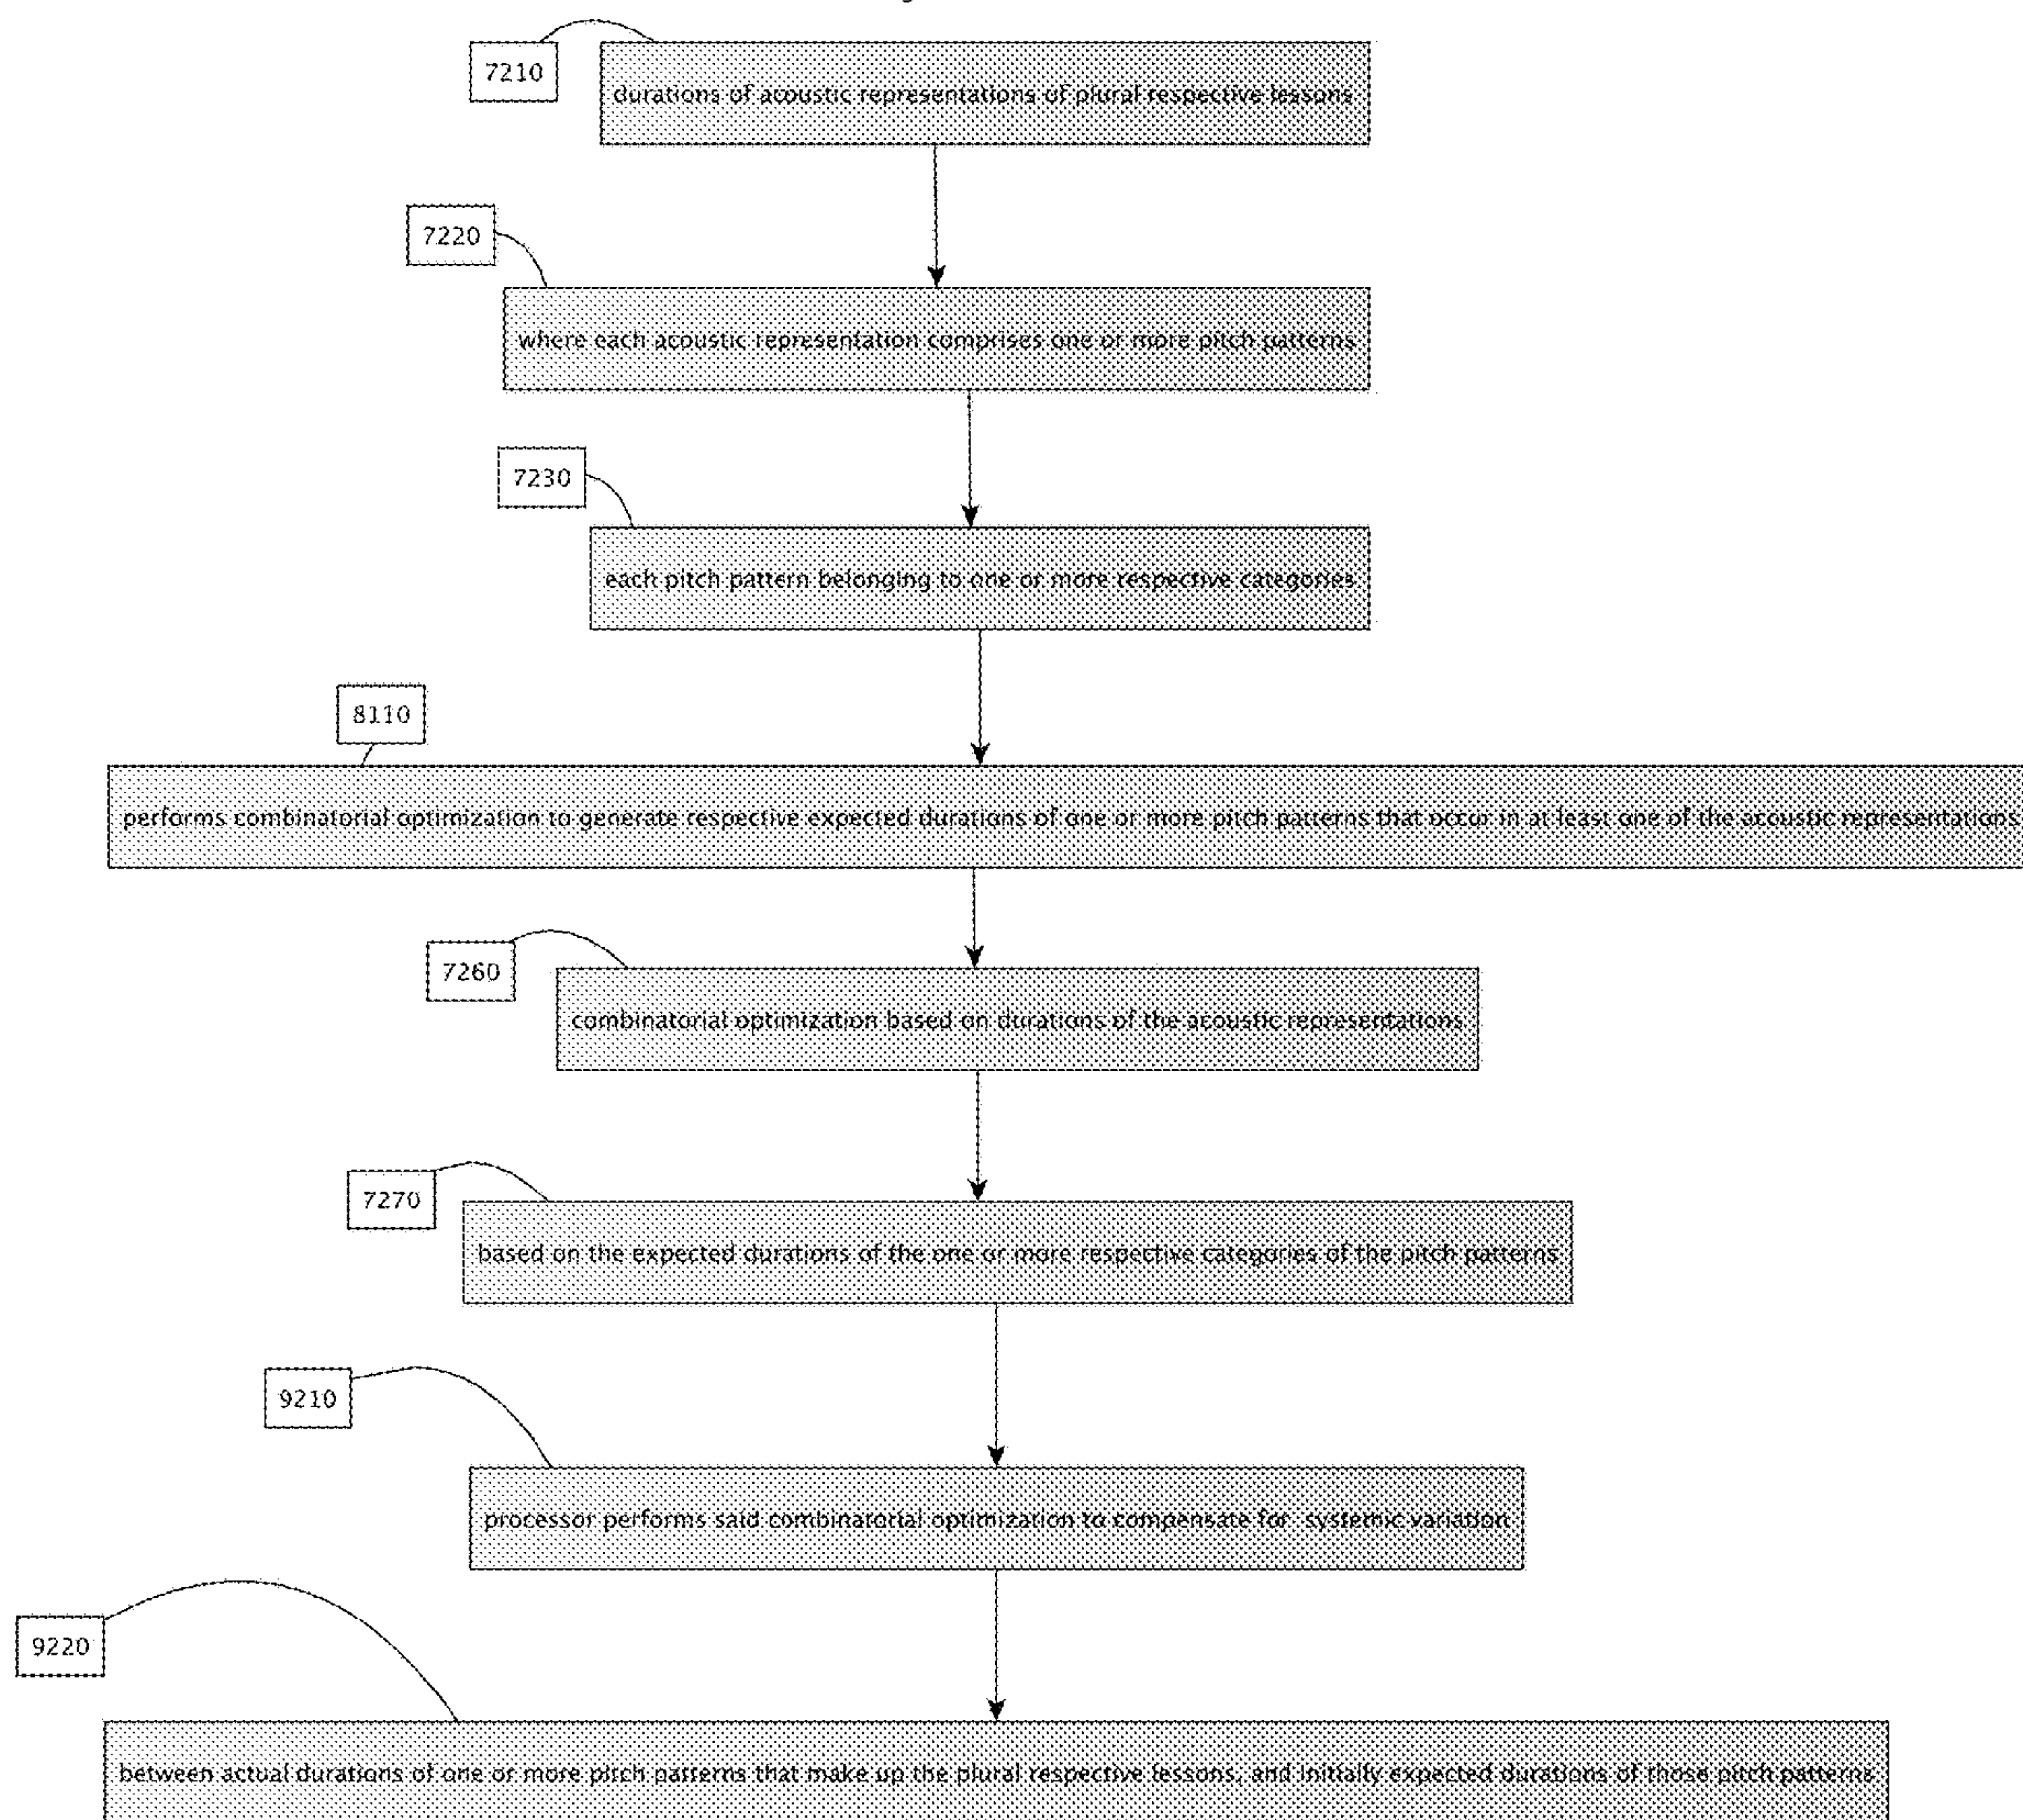 7210
durations of acoustic representations of plural respective lessons
7220
where each acoustic representation comprises one or more pitch patterns
7230
each pitch pattern belonging to one or more respective categories
8110
performs combinatorial optimization to generate respective expected durations of one or more pitch patterns that occur in at least one of the acoustic representations
7260
combinatorial optimization based on durations of the acoustic representations
7270
based on the expected durations of the one or more respective categories of the pitch patterns
9210
processor performs said combinatorial optimization to compensate for systemic variation
9220
between actual durations of one or more pitch patterns that make up the plural respective lessons, and initially expected durations of those pitch patterns